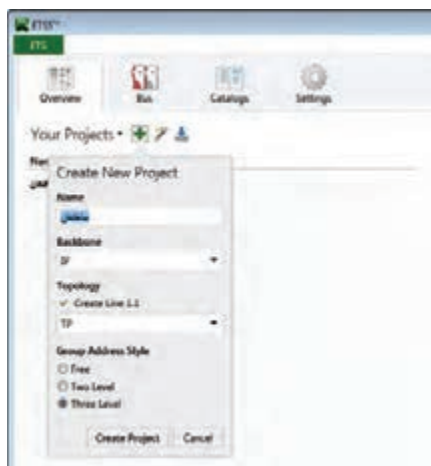 ETS5™
ETS
Overview Bus Catalogs Settings
Your Projects
Create New Project
Name
Backbone
IP
Topology
✓ Create Line 1.1
TP
Group Address Style
Free
Two Level
Three Level
Create Project Cancel